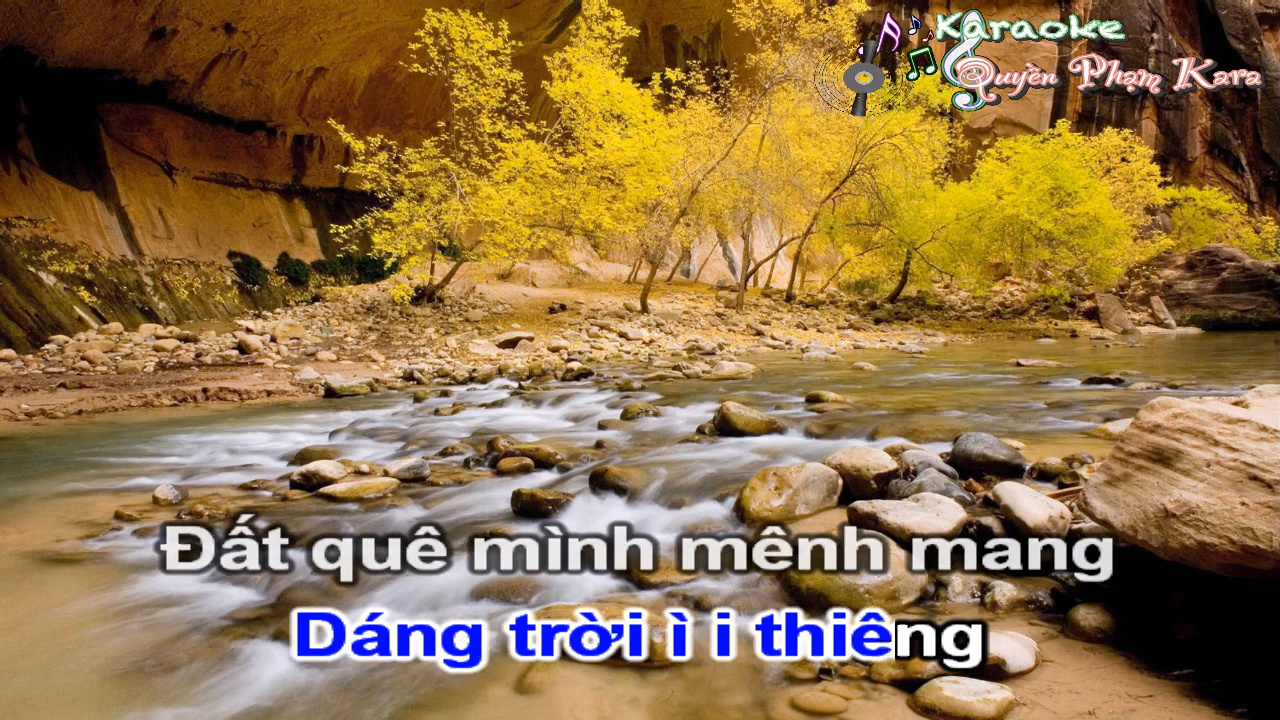 Karaoke
Quyền Phạm Kara
Đất quê mình mênh mang
Dáng trời ì i thiêng